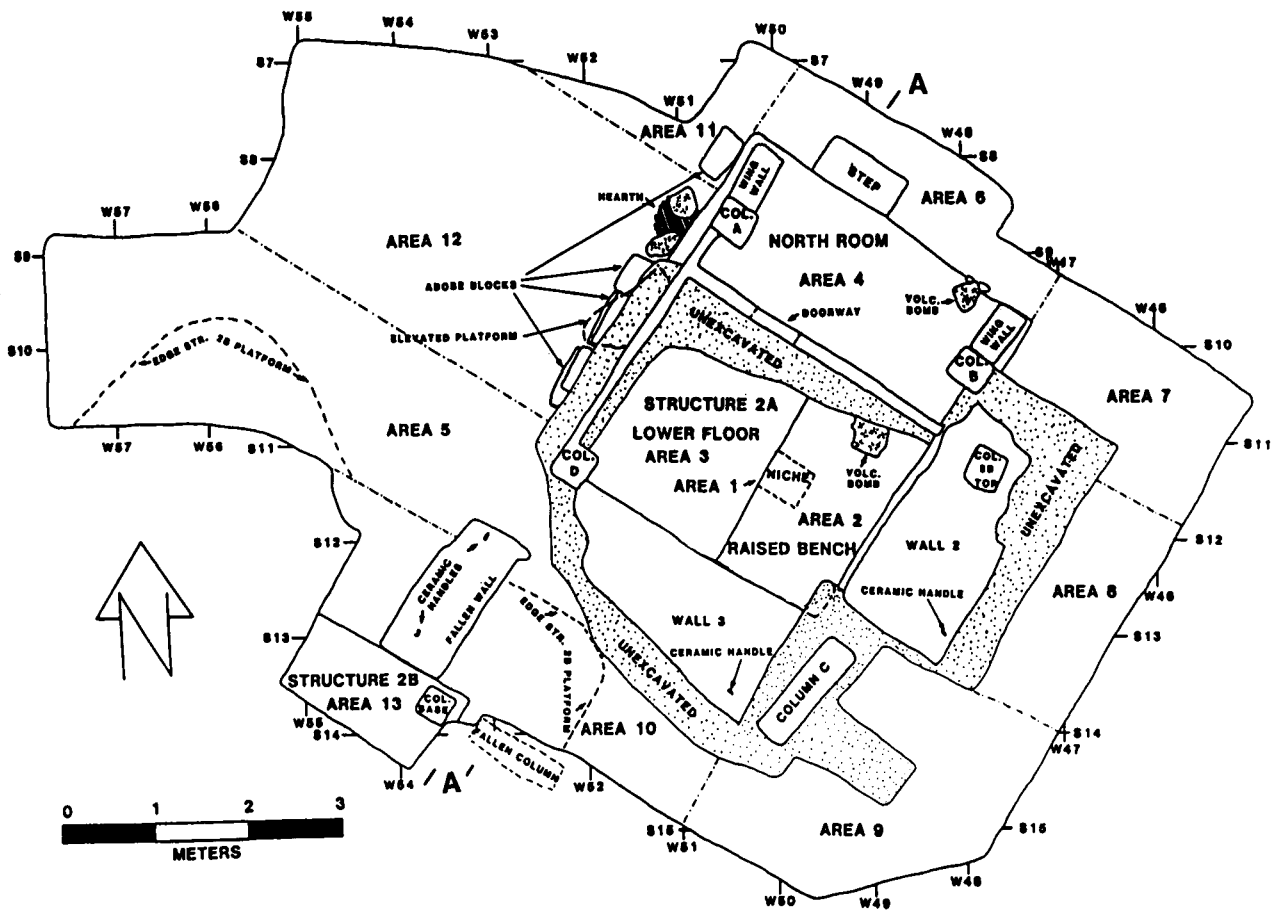 W55
W54
W53
W52
W51
W50
S7
S7
W49
A
W48
S8
AREA 11
STEP
AREA 6
S8
HEARTH
WING
WALL
COL.
A
W57
W56
AREA 12
NORTH ROOM
AREA 4
S9
W47
S9
ADOBE BLOCKS
VOLC.
BOMB
DOORWAY
UNEXCAVATED
ELEVATED PLATFORM
WING
WALL
W46
S10
S10
EDGE STR. 2B PLATFORM
COL.
B
STRUCTURE 2A
LOWER FLOOR
AREA 3
AREA 7
W57
W56
S11
AREA 5
S11
COL.
D
AREA 1
NICHE
VOLC.
BOMB
COL.
TOP
UNEXCAVATED
AREA 2
RAISED BENCH
WALL 2
S12
S12
CERAMIC
HANDLES
FALLEN WALL
CERAMIC HANDLE
AREA 8
W46
EDGE STR.
2B PLATFORM
WALL 3
S13
S13
CERAMIC HANDLE
UNEXCAVATED
STRUCTURE 2B
AREA 13
COL.
BASE
COLUMN C
W55
S14
AREA 10
S14
W47
FALLEN COLUMN
W54
A
W52
0
1
2
3
METERS
S15
W51
AREA 9
S15
W50
W49
W48